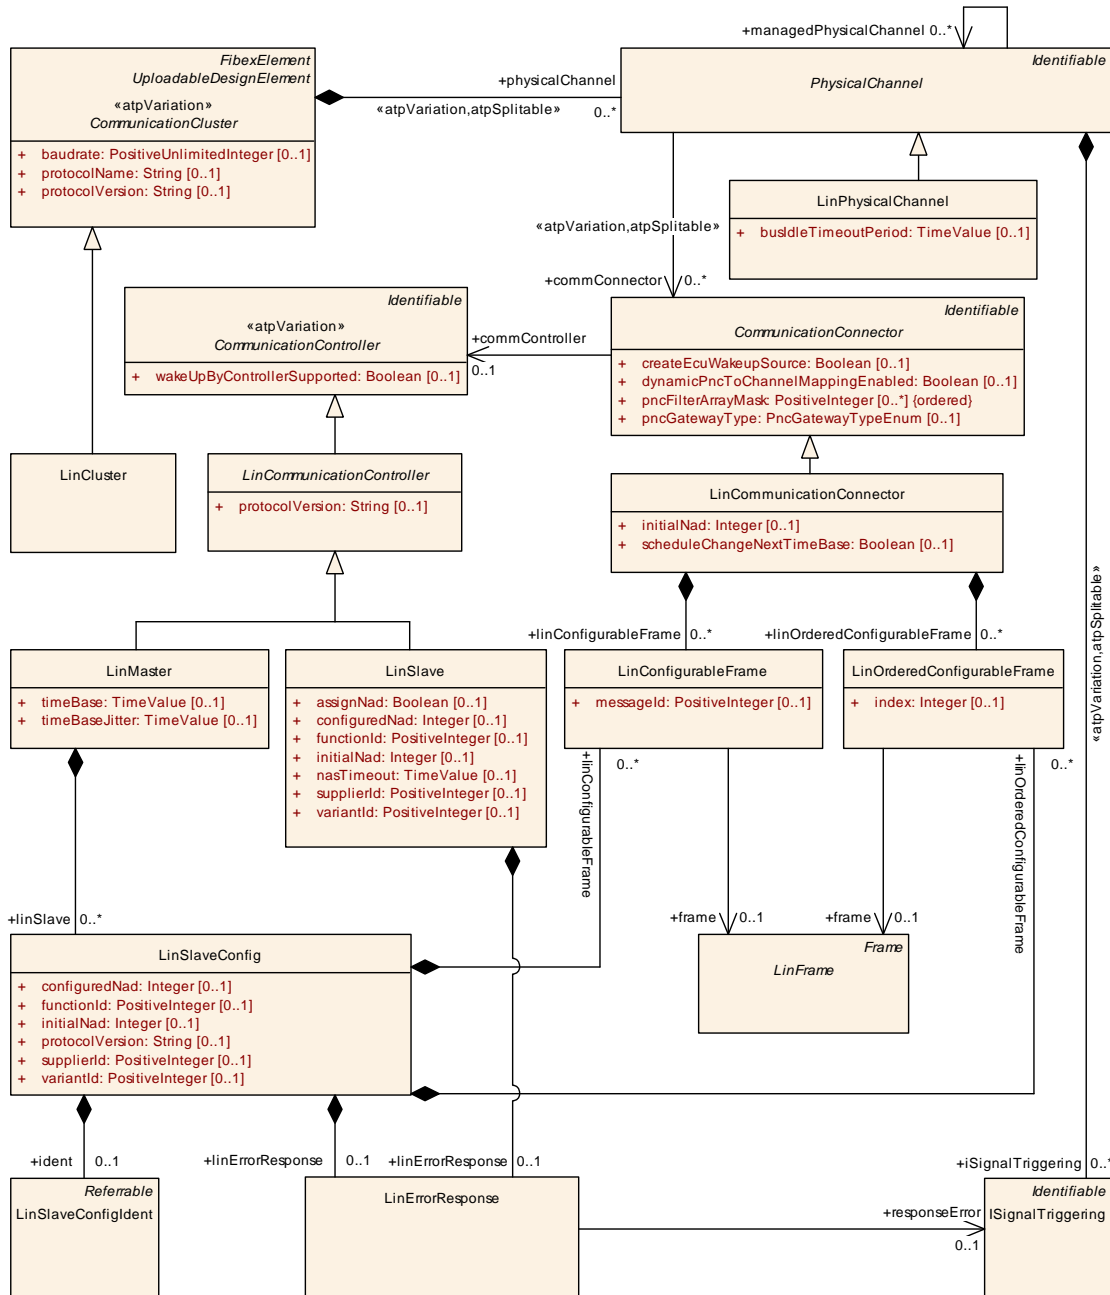 +managedPhysicalChannel 0..*
FibexElement
UploadableDesignElement
«atpVariation»
CommunicationCluster
+ baudrate: PositiveUnlimitedInteger [0..1]
+ protocolName: String [0..1]
+ protocolVersion: String [0..1]
+physicalChannel
«atpVariation,atpSplitable»
0..*
Identifiable
PhysicalChannel
LinPhysicalChannel
+ busIdleTimeoutPeriod: TimeValue [0..1]
«atpVariation,atpSplitable»
+commConnector
0..*
Identifiable
«atpVariation»
CommunicationController
+ wakeUpByControllerSupported: Boolean [0..1]
+commController
0..1
Identifiable
CommunicationConnector
+ createEcuWakeupSource: Boolean [0..1]
+ dynamicPncToChannelMappingEnabled: Boolean [0..1]
+ pncFilterArrayMask: PositiveInteger [0..*] {ordered}
+ pncGatewayType: PncGatewayTypeEnum [0..1]
LinCluster
LinCommunicationController
+ protocolVersion: String [0..1]
LinCommunicationConnector
+ initialNad: Integer [0..1]
+ scheduleChangeNextTimeBase: Boolean [0..1]
«atpVariation,atpSplitable»
+linConfigurableFrame 0..*
+linOrderedConfigurableFrame 0..*
LinMaster
+ timeBase: TimeValue [0..1]
+ timeBaseJitter: TimeValue [0..1]
LinSlave
+ assignNad: Boolean [0..1]
+ configuredNad: Integer [0..1]
+ functionId: PositiveInteger [0..1]
+ initialNad: Integer [0..1]
+ nasTimeout: TimeValue [0..1]
+ supplierId: PositiveInteger [0..1]
+ variantId: PositiveInteger [0..1]
LinConfigurableFrame
+ messageId: PositiveInteger [0..1]
LinOrderedConfigurableFrame
+ index: Integer [0..1]
+linConfigurableFrame
0..*
+linOrderedConfigurableFrame
0..*
+linSlave 0..*
+frame 0..1
+frame 0..1
LinSlaveConfig
+ configuredNad: Integer [0..1]
+ functionId: PositiveInteger [0..1]
+ initialNad: Integer [0..1]
+ protocolVersion: String [0..1]
+ supplierId: PositiveInteger [0..1]
+ variantId: PositiveInteger [0..1]
Frame
LinFrame
+ident 0..1
+linErrorResponse 0..1
+linErrorResponse 0..1
+iSignalTriggering 0..*
Referrable
LinSlaveConfigIdent
LinErrorResponse
+responseError
0..1
Identifiable
ISignalTriggering